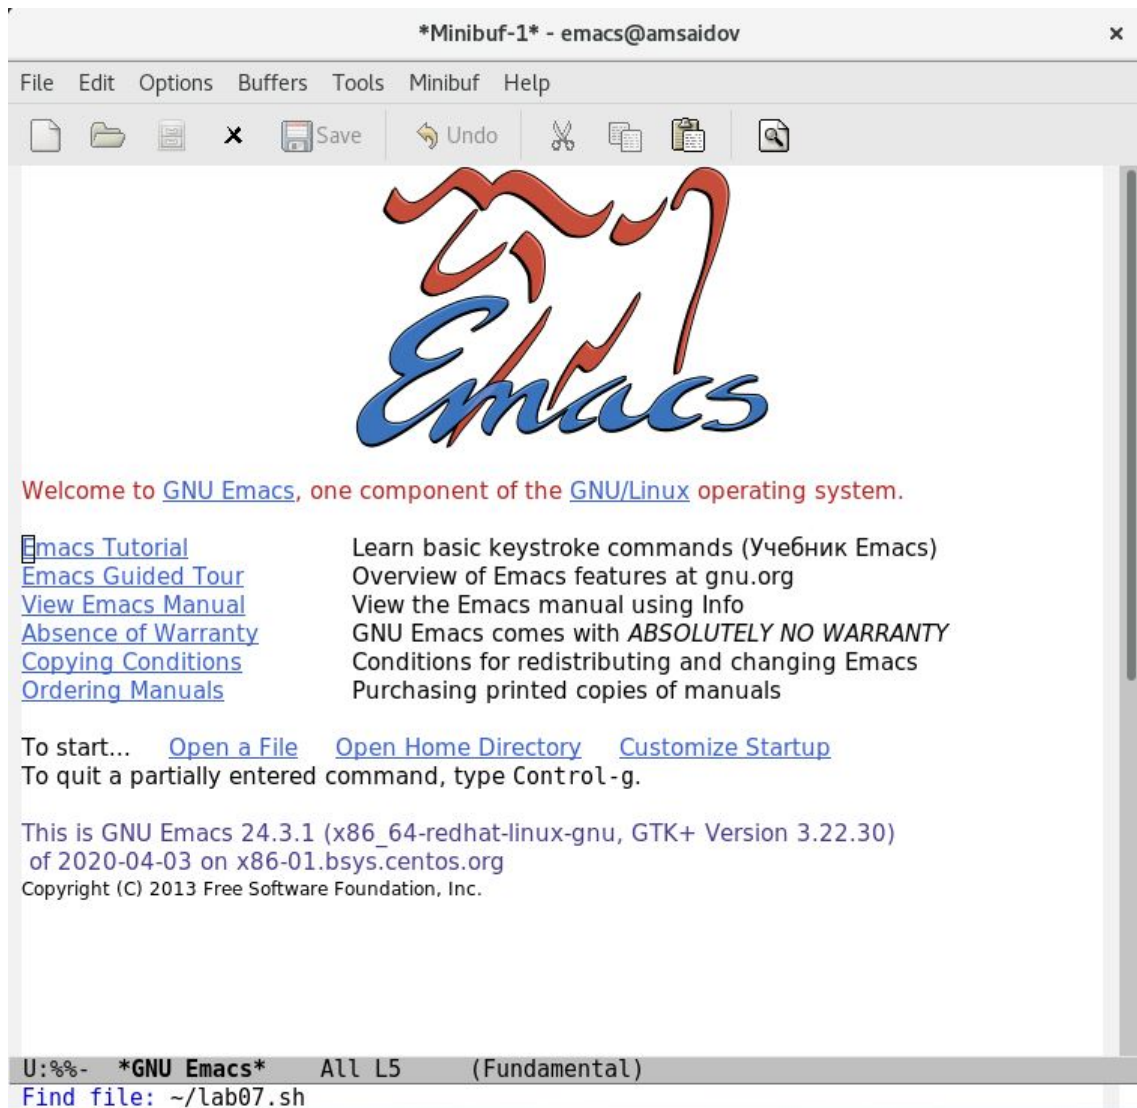 *Minibuf-1* - emacs@amsaidov ×
File Edit Options Buffers Tools Minibuf Help
Save Undo
Emacs
Welcome to GNU Emacs, one component of the GNU/Linux operating system.
Emacs Tutorial Learn basic keystroke commands (Учебник Emacs)
Emacs Guided Tour Overview of Emacs features at gnu.org
View Emacs Manual View the Emacs manual using Info
Absence of Warranty GNU Emacs comes with ABSOLUTELY NO WARRANTY
Copying Conditions Conditions for redistributing and changing Emacs
Ordering Manuals Purchasing printed copies of manuals
To start... Open a File Open Home Directory Customize Startup
To quit a partially entered command, type Control-g.
This is GNU Emacs 24.3.1 (x86_64-redhat-linux-gnu, GTK+ Version 3.22.30)
of 2020-04-03 on x86-01.bsys.centos.org
Copyright (C) 2013 Free Software Foundation, Inc.
U:%%- *GNU Emacs* All L5 (Fundamental)
Find file: ~/lab07.sh